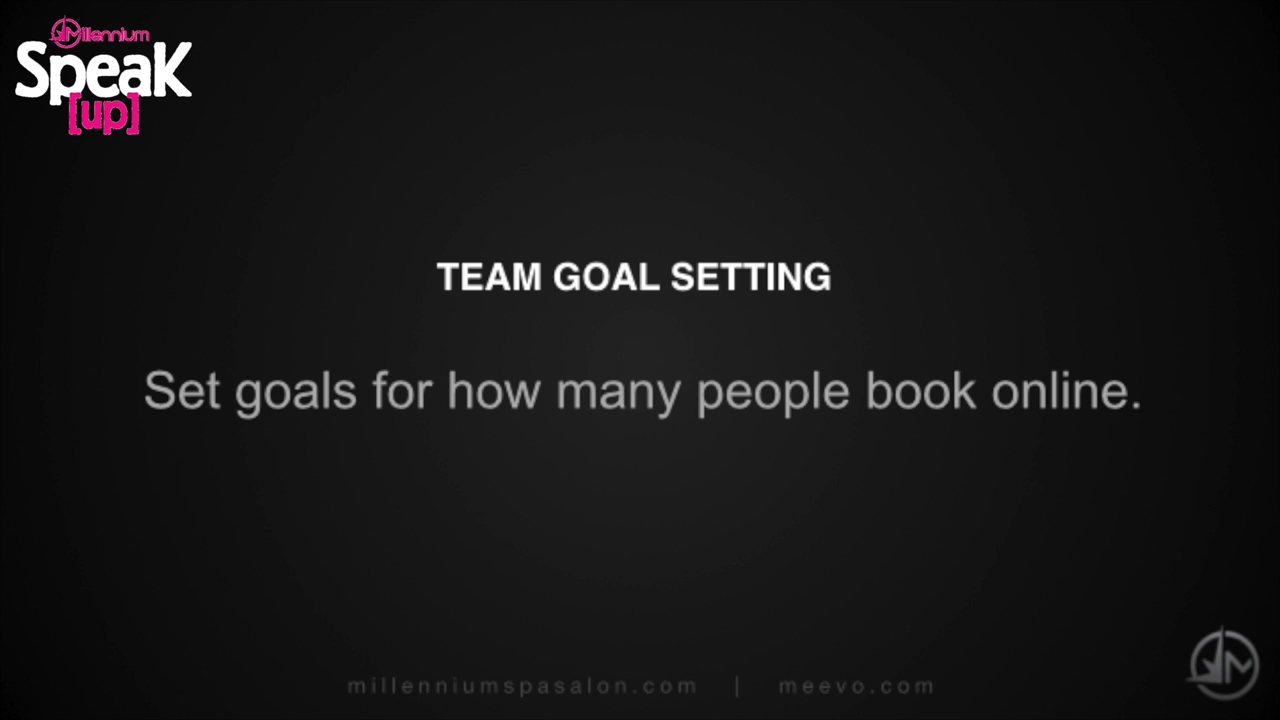 Millennium
Speak
[up]
TEAM GOAL SETTING
Set goals for how many people book online.
millenniumspasalon.com | meevo.com